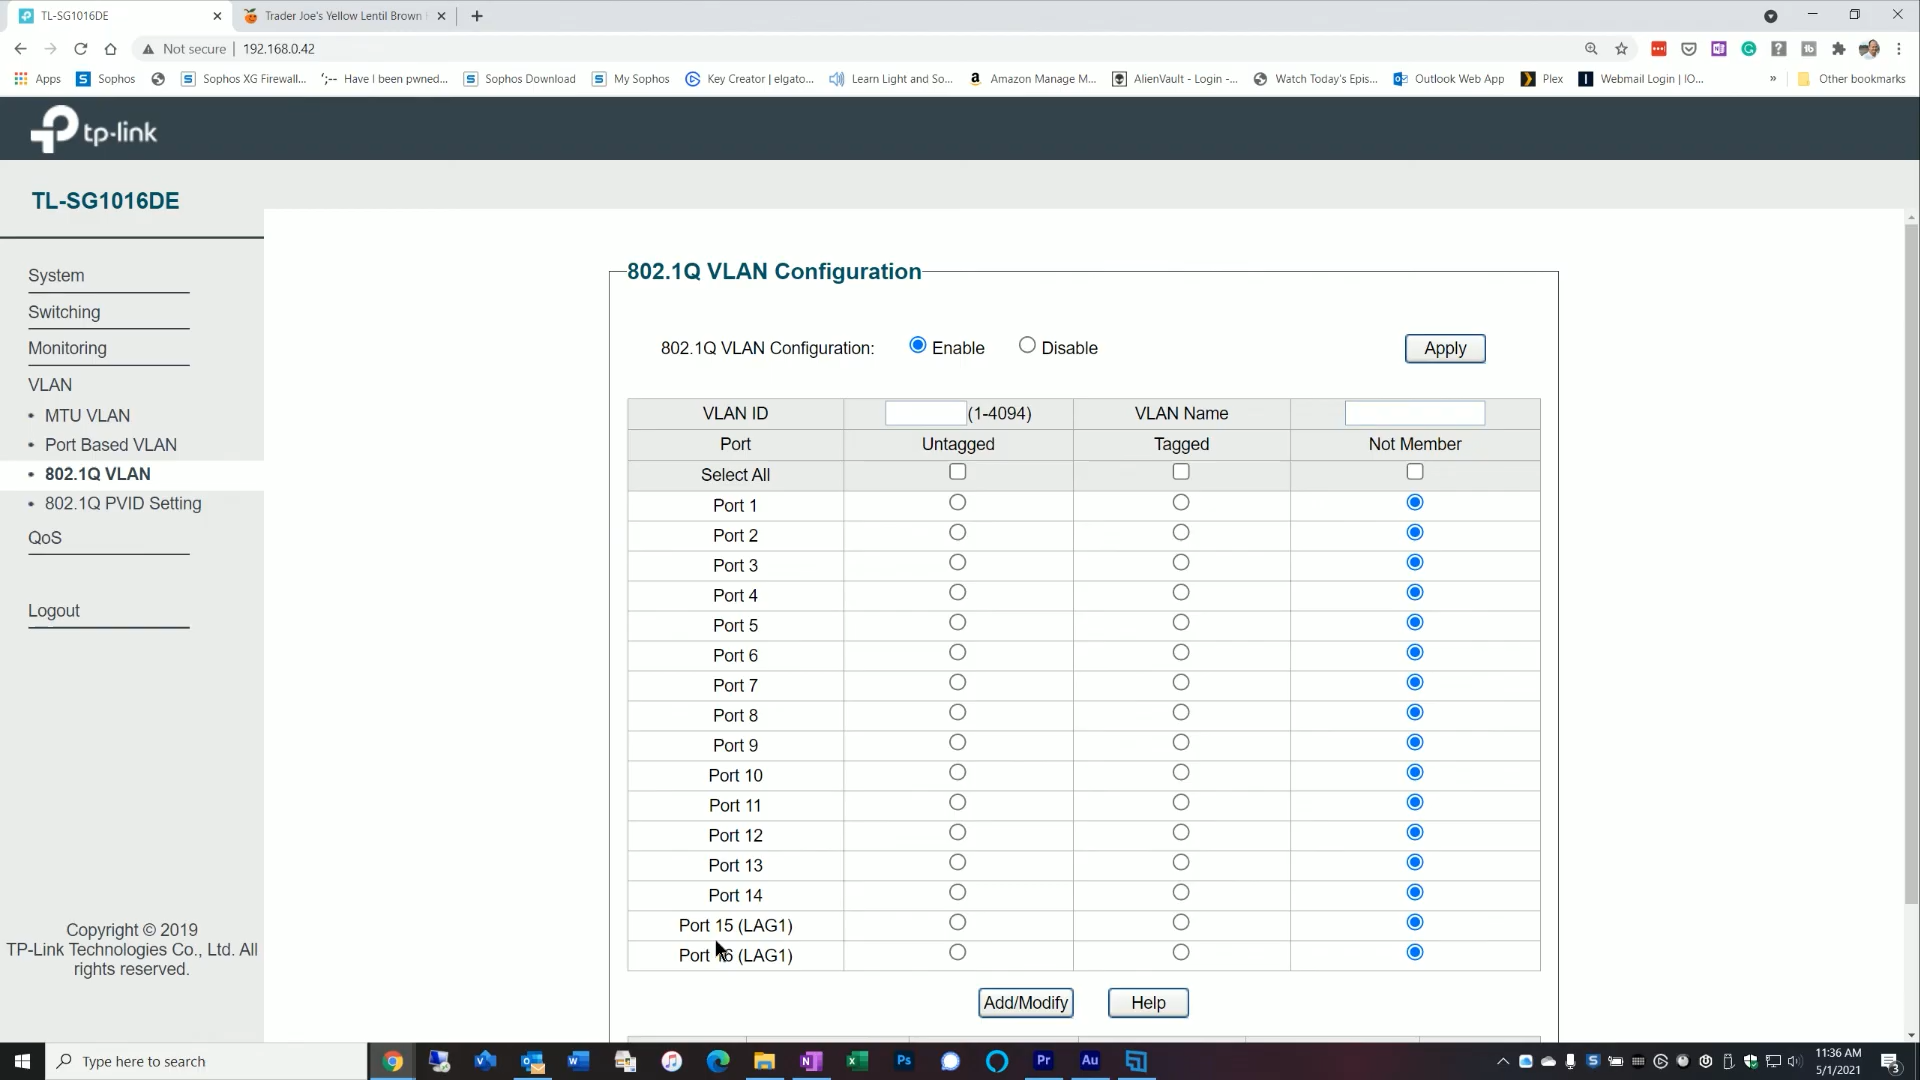 TL-SG1016DE
Trader Joe's Yellow Lentil Brown
Not secure | 192.168.0.42
Apps Sophos Sophos XG Firewall... Have I been pwned... Sophos Download My Sophos Key Creator | elgato... Learn Light and So... Amazon Manage M... AlienVault - Login -... Watch Today's Epis... Outlook Web App Plex Webmail Login | IO... » Other bookmarks
tp-link
TL-SG1016DE
System
Switching
Monitoring
VLAN
• MTU VLAN
• Port Based VLAN
• 802.1Q VLAN
• 802.1Q PVID Setting
QoS
Logout
Copyright © 2019
TP-Link Technologies Co., Ltd. All
rights reserved.
802.1Q VLAN Configuration
802.1Q VLAN Configuration: Enable Disable Apply
VLAN ID (1-4094) VLAN Name
Port Untagged Tagged Not Member
Select All
Port 1
Port 2
Port 3
Port 4
Port 5
Port 6
Port 7
Port 8
Port 9
Port 10
Port 11
Port 12
Port 13
Port 14
Port 15 (LAG1)
Port 16 (LAG1)
Add/Modify Help
Type here to search
11:36 AM
5/1/2021